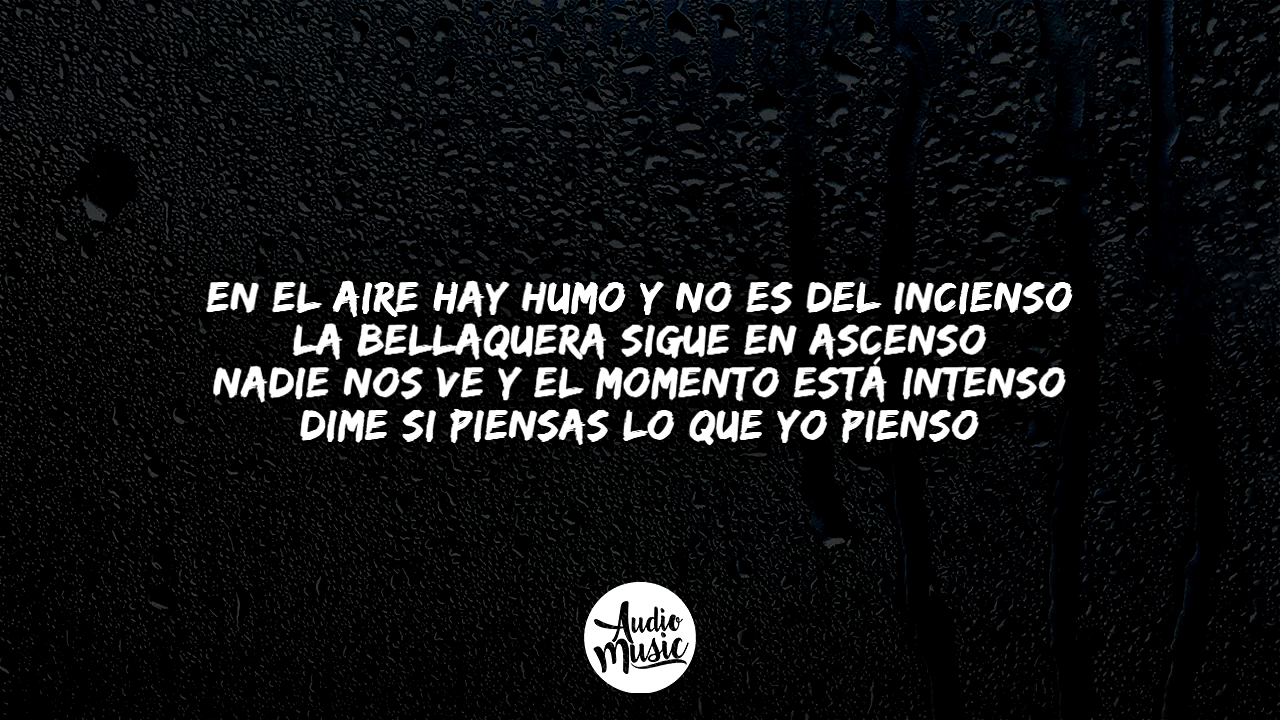 EN EL AIRE HAY HUMO Y NO ES DEL INCIENSO
LA BELLAQUERA SIGUE EN ASCENSO
NADIE NOS VE Y EL MOMENTO ESTÁ INTENSO
DIME SI PIENSAS LO QUE YO PIENSO
Audio
Music